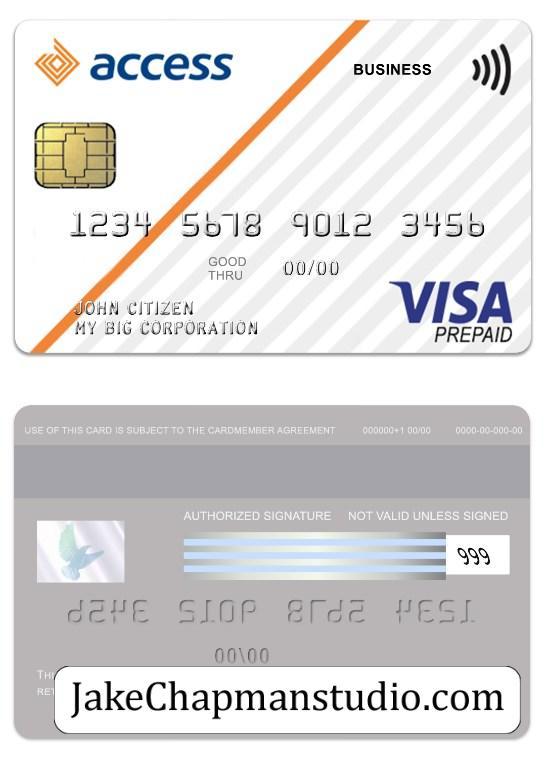 access
BUSINESS
1234 5678 9012 3456
GOOD
THRU
00/00
JOHN CITIZEN
MY BIG CORPORATION
VISA
PREPAID
USE OF THIS CARD IS SUBJECT TO THE CARDMEMBER AGREEMENT 000000+1 00/00 0000-00-000-00
AUTHORIZED SIGNATURE NOT VALID UNLESS SIGNED
999
00/00
JakeChapmanstudio.com